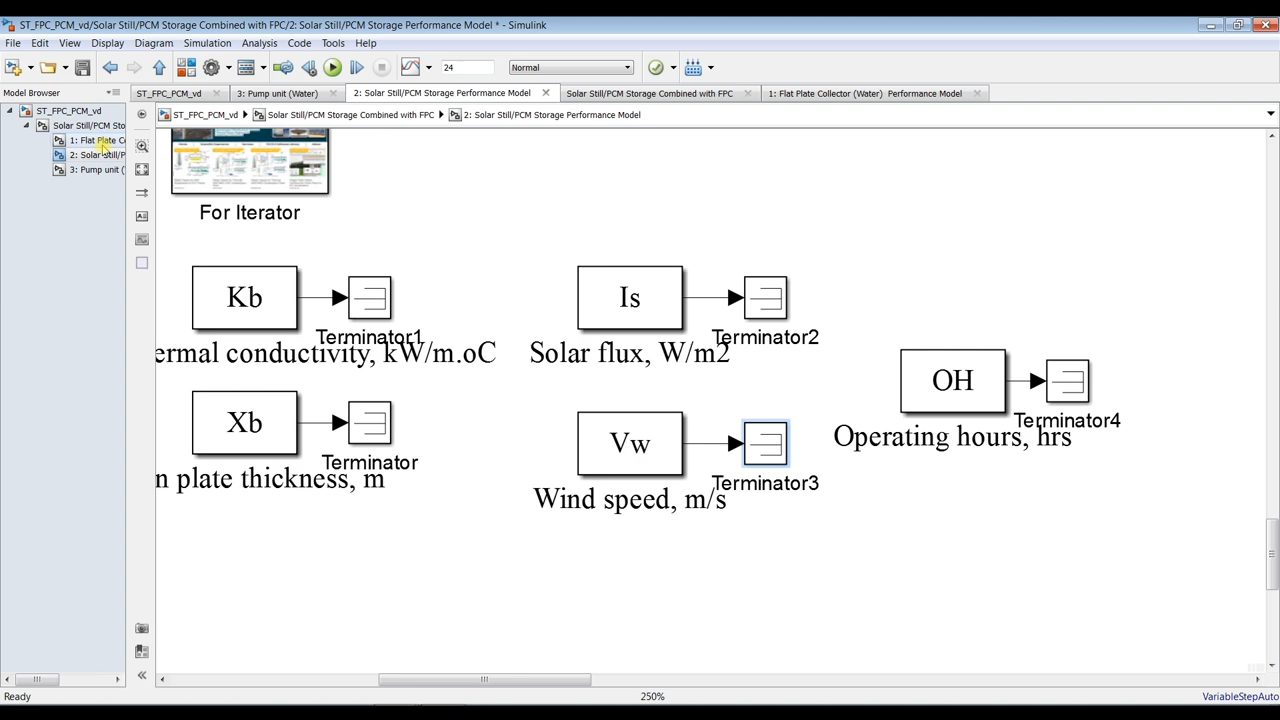 ST_FPC_PCM_vd/Solar Still/PCM Storage Combined with FPC/2: Solar Still/PCM Storage Performance Model * - Simulink
File Edit View Display Diagram Simulation Analysis Code Tools Help
24 Normal
Model Browser
ST_FPC_PCM_vd
Solar Still/PCM Sto
1: Flat Plate Co
2: Solar Still/P
3: Pump unit (
ST_FPC_PCM_vd 3: Pump unit (Water) 2: Solar Still/PCM Storage Performance Model Solar Still/PCM Storage Combined with FPC 1: Flat Plate Collector (Water) Performance Model
ST_FPC_PCM_vd Solar Still/PCM Storage Combined with FPC 2: Solar Still/PCM Storage Performance Model
For Iterator
Kb
Terminator1
ermal conductivity, kW/m.oC
Xb
Terminator
n plate thickness, m
Is
Terminator2
Solar flux, W/m2
Vw
Terminator3
Wind speed, m/s
OH
Terminator4
Operating hours, hrs
Ready 250% VariableStepAuto